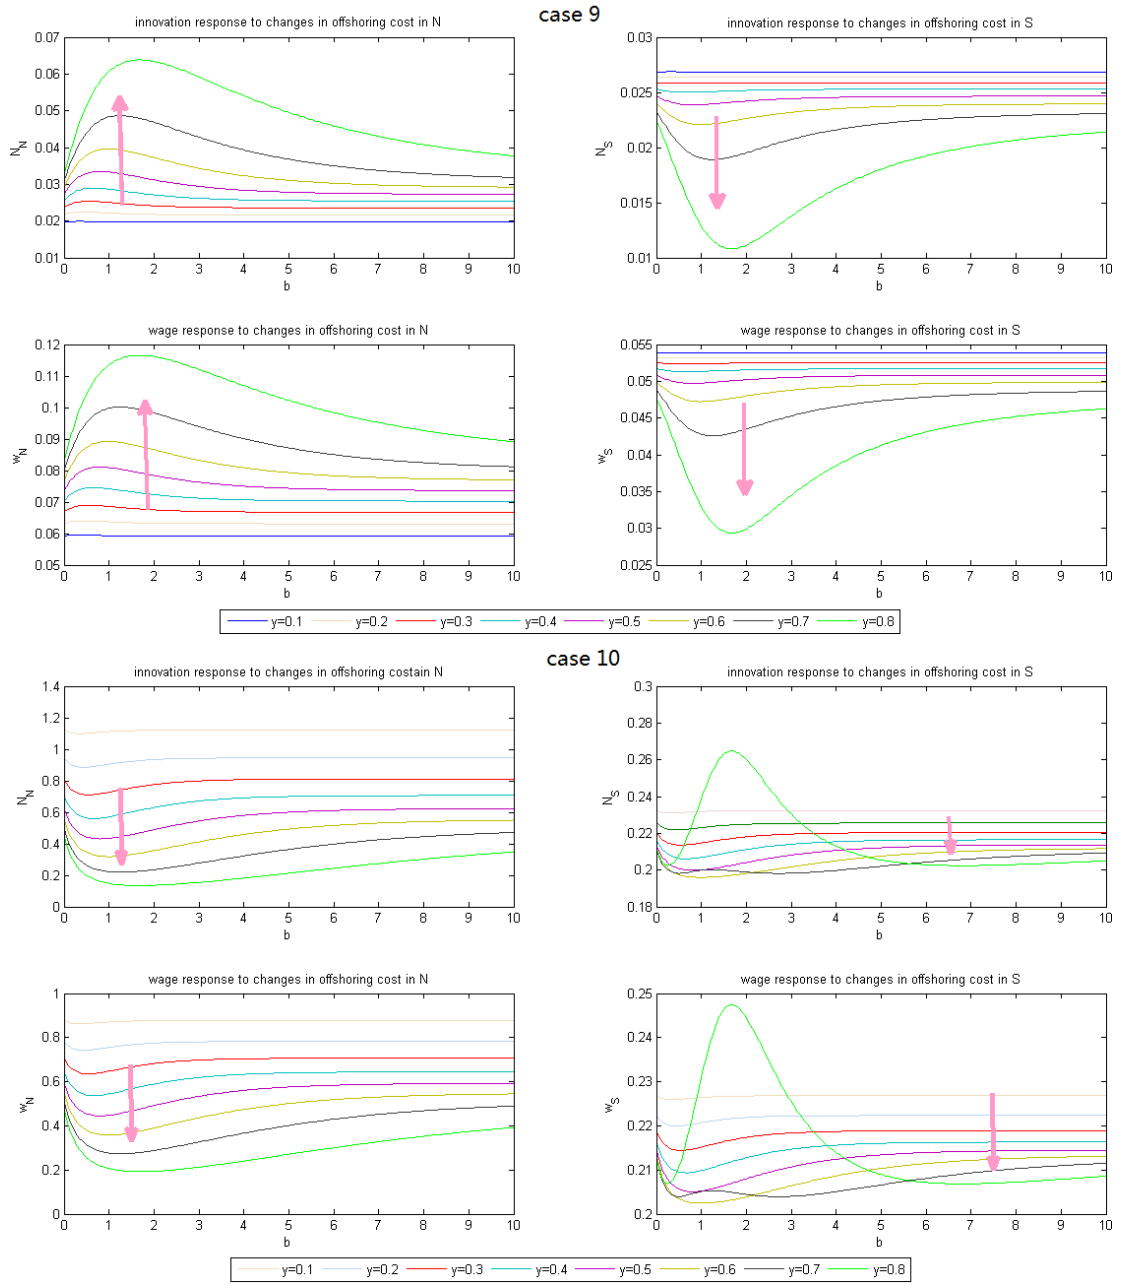 case 9
innovation response to changes in offshoring cost in N
0.07
0.06
0.05
0.04
0.03
0.02
0.01
N_N
0 1 2 3 4 5 6 7 8 9 10
b
innovation response to changes in offshoring cost in S
0.03
0.025
0.02
0.015
0.01
N_S
0 1 2 3 4 5 6 7 8 9 10
b
wage response to changes in offshoring cost in N
0.12
0.11
0.1
0.09
0.08
0.07
0.06
0.05
w_N
0 1 2 3 4 5 6 7 8 9 10
b
wage response to changes in offshoring cost in S
0.055
0.05
0.045
0.04
0.035
0.03
0.025
w_S
0 1 2 3 4 5 6 7 8 9 10
b
y=0.1 y=0.2 y=0.3 y=0.4 y=0.5 y=0.6 y=0.7 y=0.8
case 10
innovation response to changes in offshoring costain N
1.4
1.2
1
0.8
0.6
0.4
0.2
0
N_N
0 1 2 3 4 5 6 7 8 9 10
b
innovation response to changes in offshoring cost in S
0.3
0.26
0.24
0.22
0.2
0.18
N_S
0 1 2 3 4 5 6 7 8 9 10
b
wage response to changes in offshoring cost in N
1
0.8
0.6
0.4
0.2
0
w_N
0 1 2 3 4 5 6 7 8 9 10
b
wage response to changes in offshoring cost in S
0.25
0.23
0.22
0.21
0.2
w_S
0 1 2 3 4 5 6 7 8 9 10
b
y=0.1 y=0.2 y=0.3 y=0.4 y=0.5 y=0.6 y=0.7 y=0.8